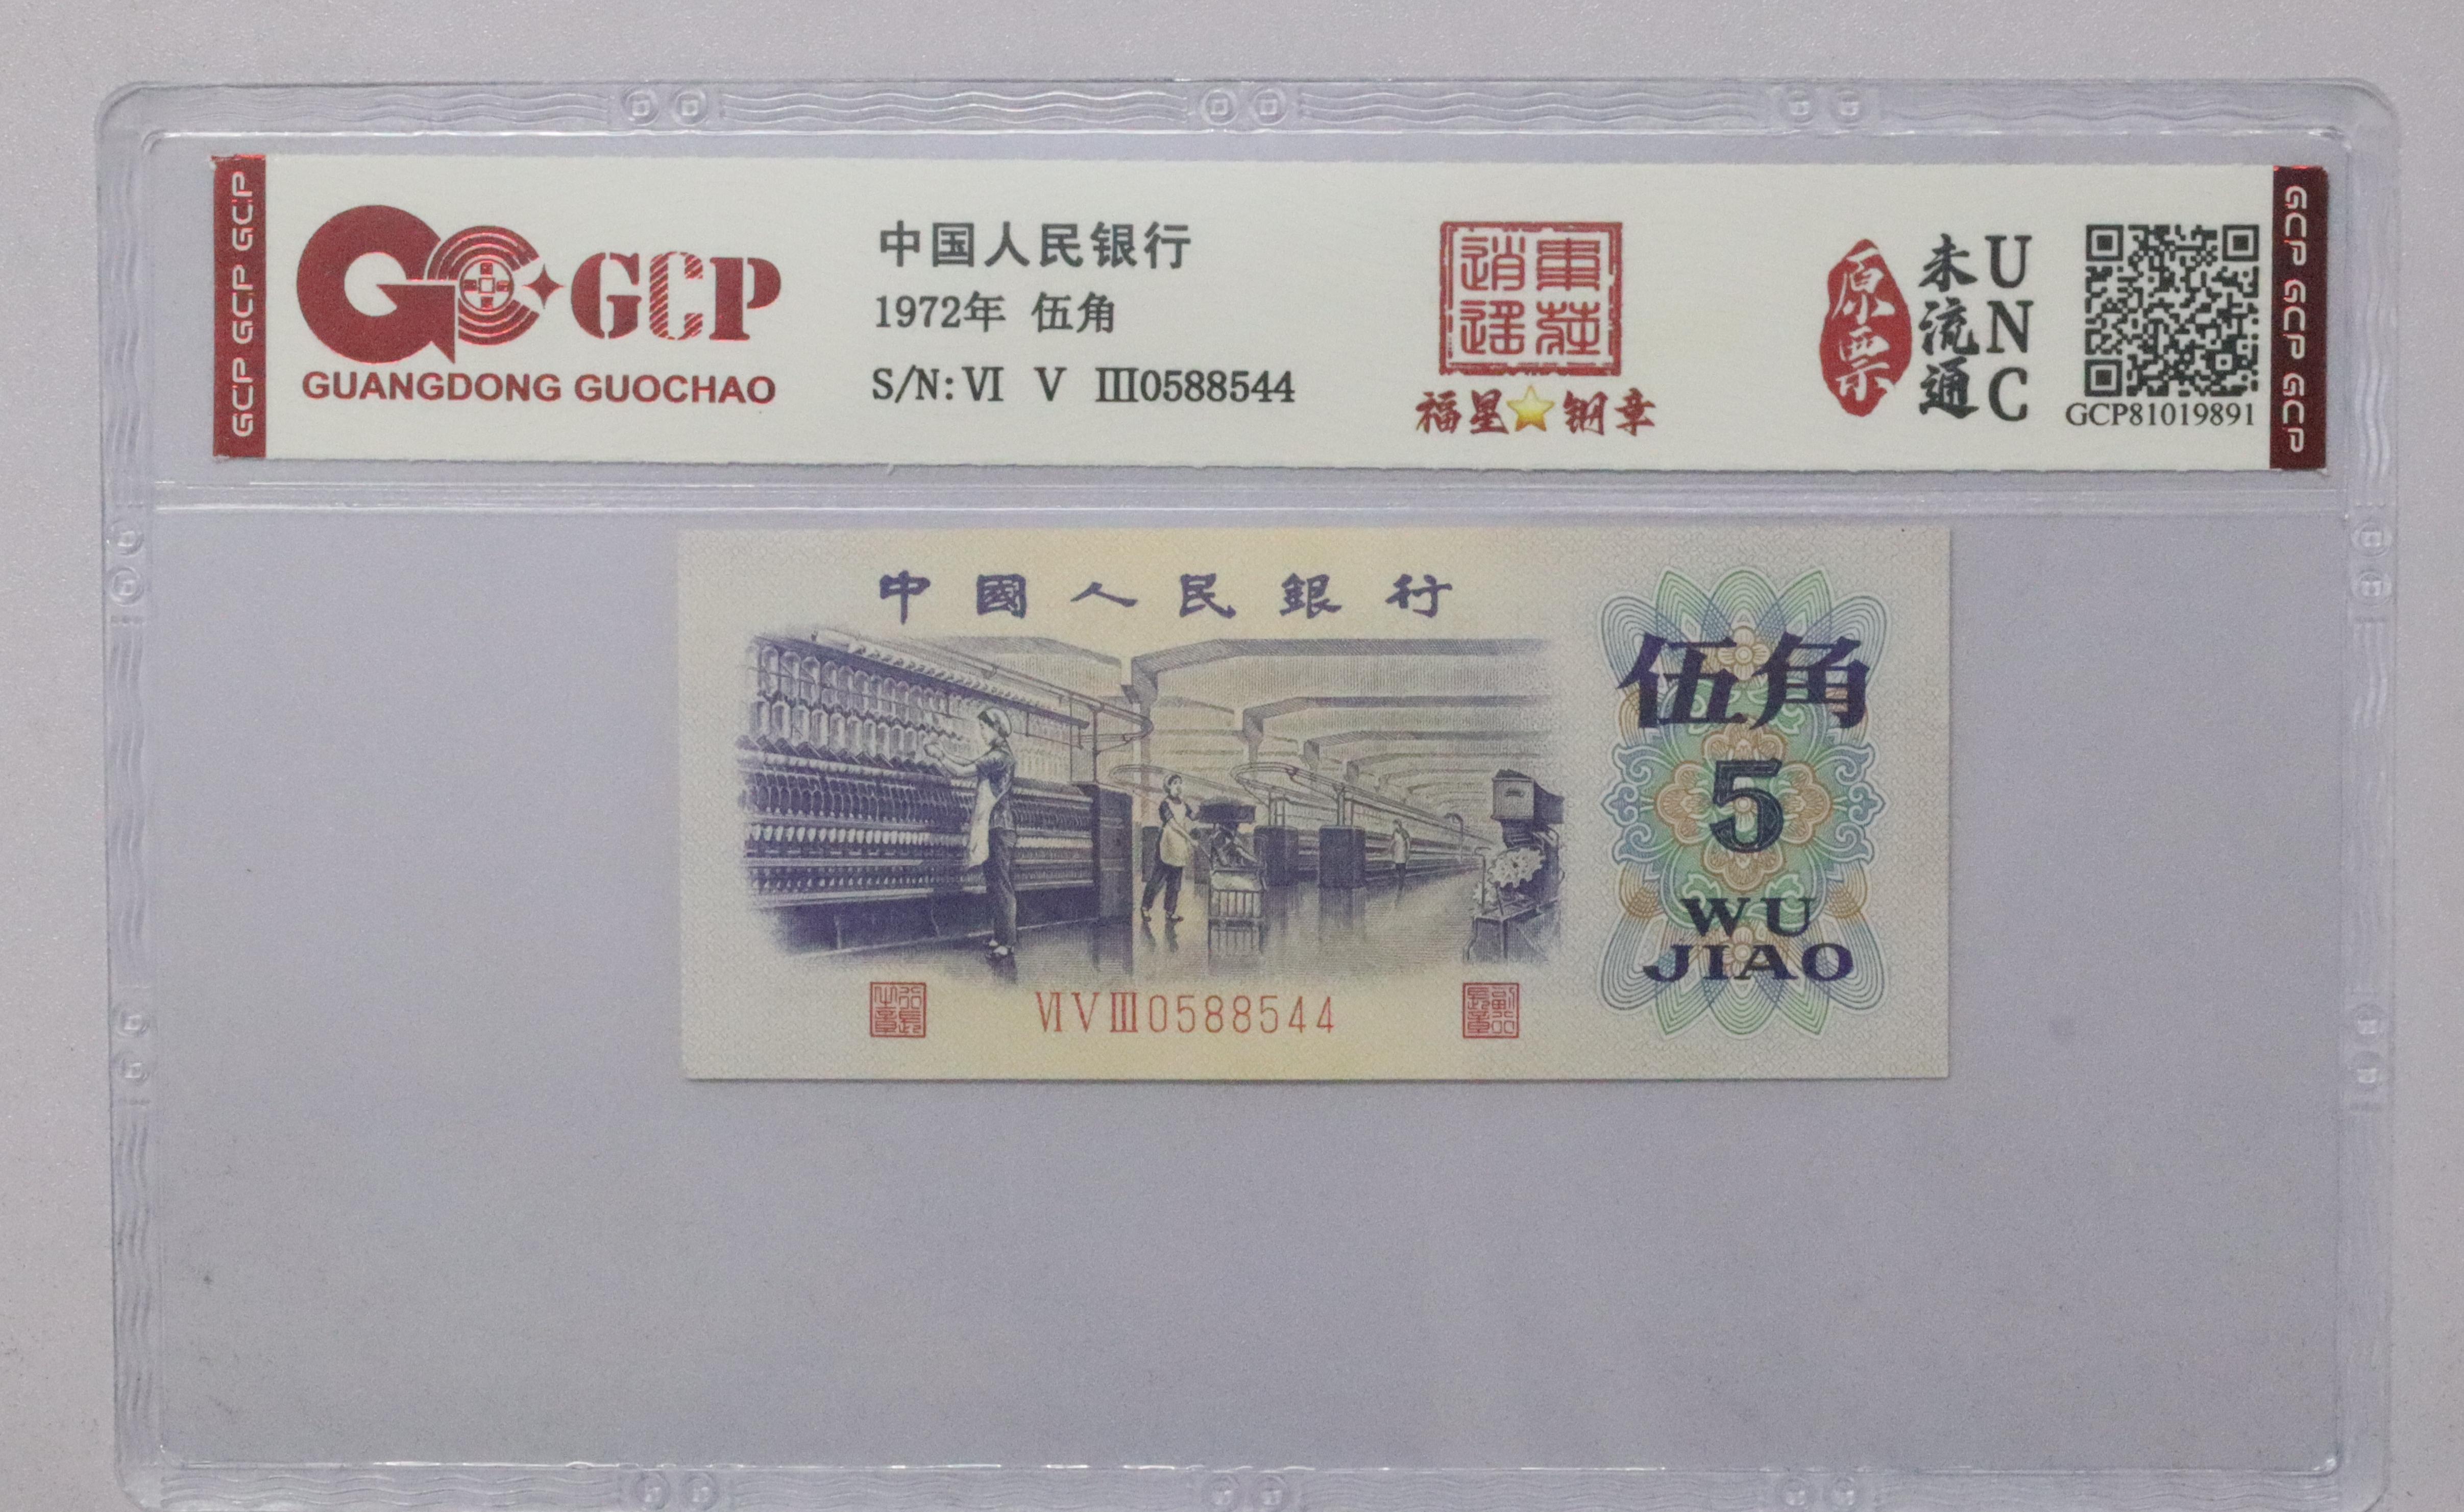 GCP GCP GCP
GCP
GUANGDONG GUOCHAO
中国人民银行
1972年 伍角
S/N: Ⅵ Ⅴ Ⅲ0588544
逍遥
東莊
福星⭐钢章
原票
未流通
UNC
GCP81019891
GCP GCP GCP
中國人民銀行
伍角
5
WU
JIAO
ⅥⅤⅢ0588544